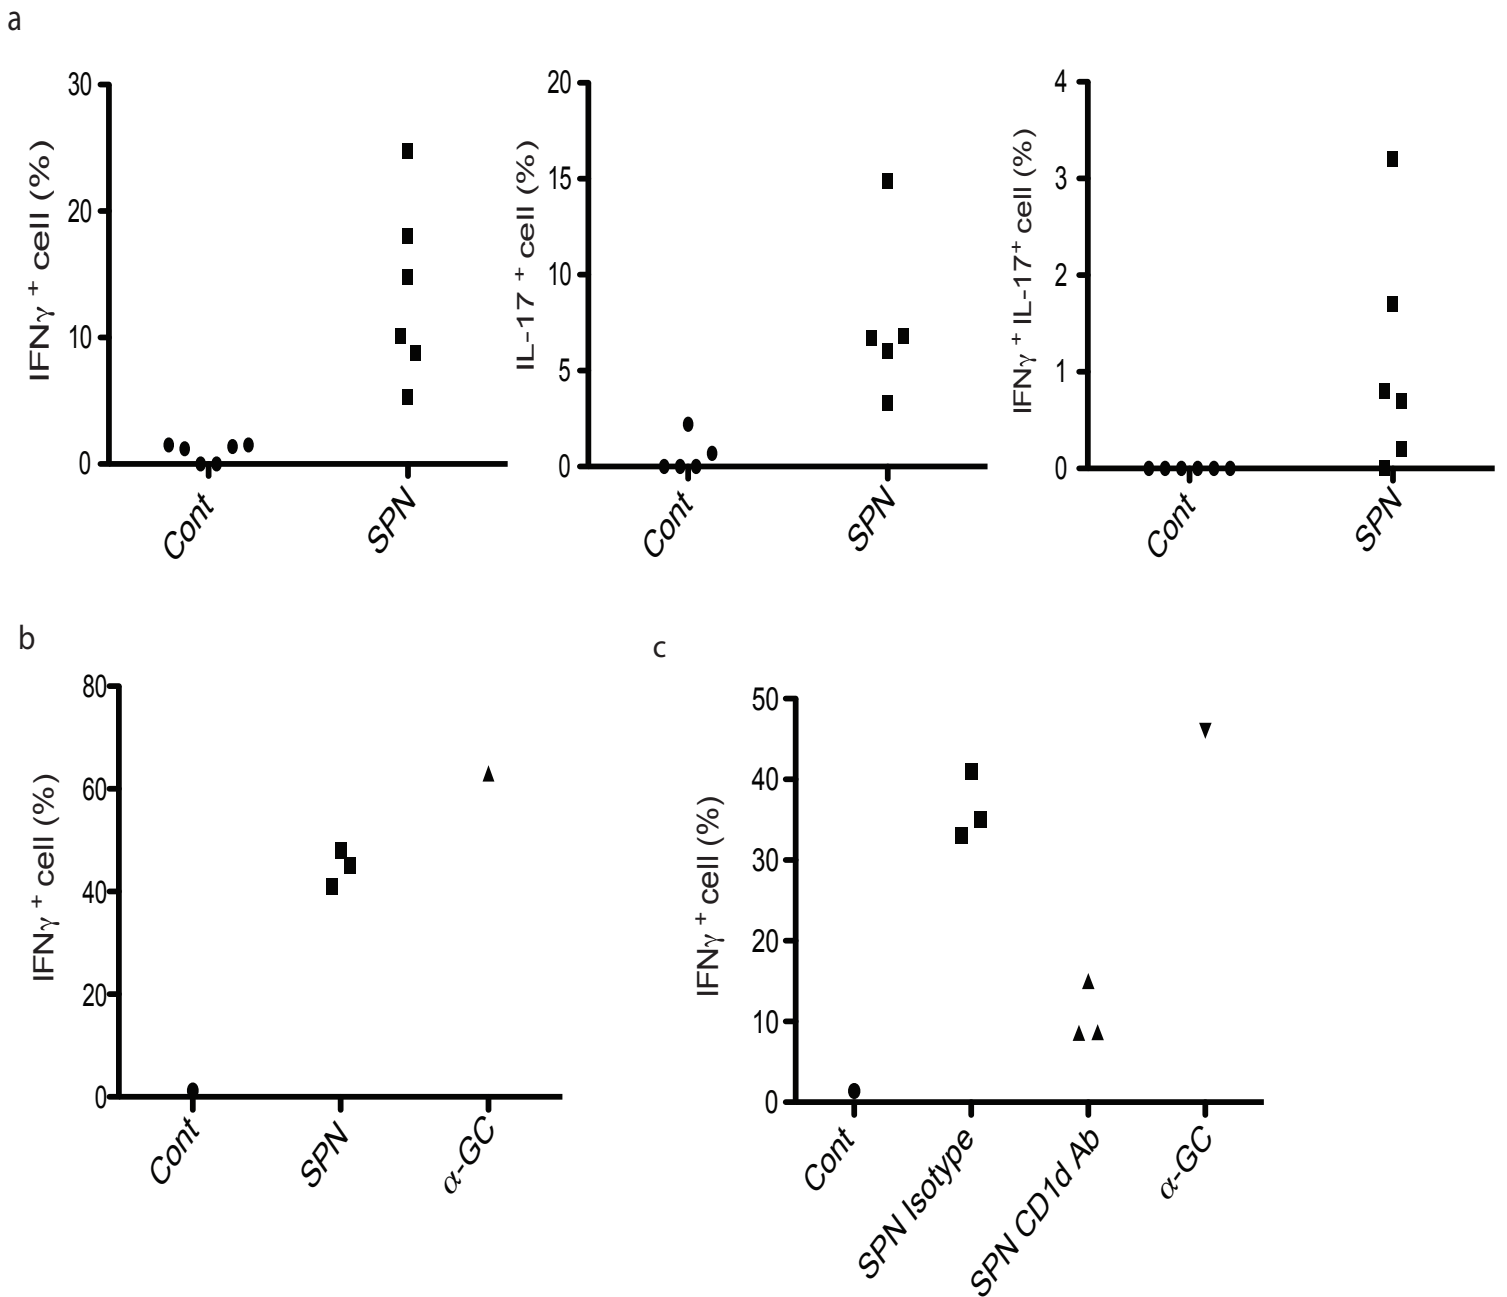 a
IFNγ + cell (%)
30
20
10
0
Cont
SPN
IL-17 + cell (%)
20
15
10
5
0
Cont
SPN
IFNγ + IL-17+ cell (%)
4
3
2
1
0
Cont
SPN
b
IFNγ + cell (%)
80
60
40
20
0
Cont
SPN
α-GC
c
IFNγ + cell (%)
50
40
30
20
10
0
Cont
SPN Isotype
SPN CD1d Ab
α-GC